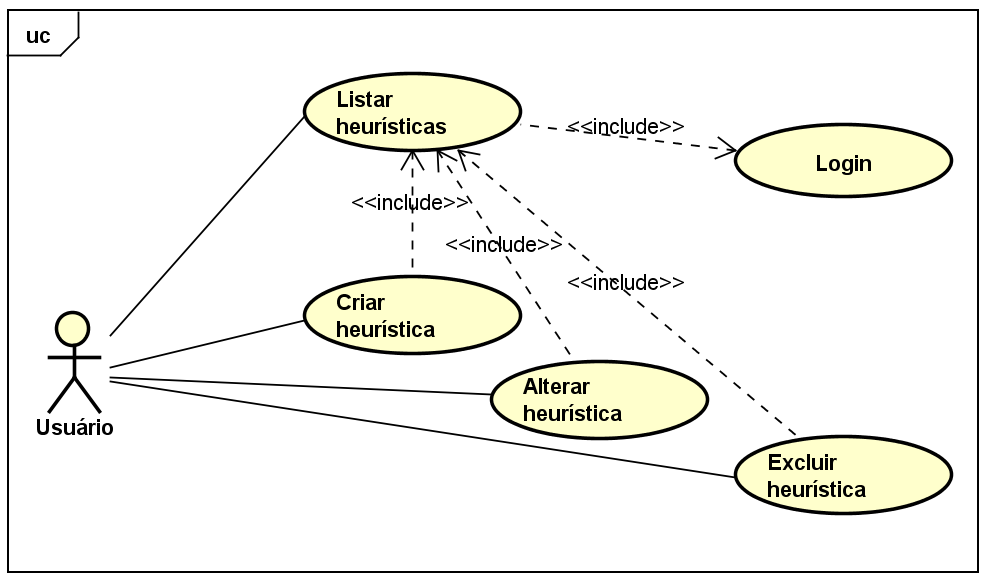 uc
Listar
heurísticas
<<include>>
Login
<<include>>
<<include>>
<<include>>
Criar
heurística
Alterar
heurística
Usuário
Excluir
heurística